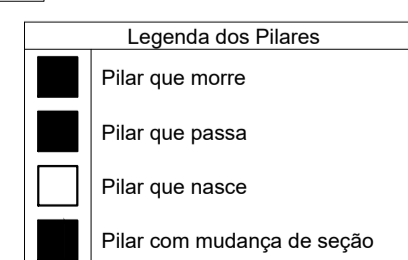 Legenda dos Pilares
Pilar que morre
Pilar que passa
Pilar que nasce
Pilar com mudança de seção